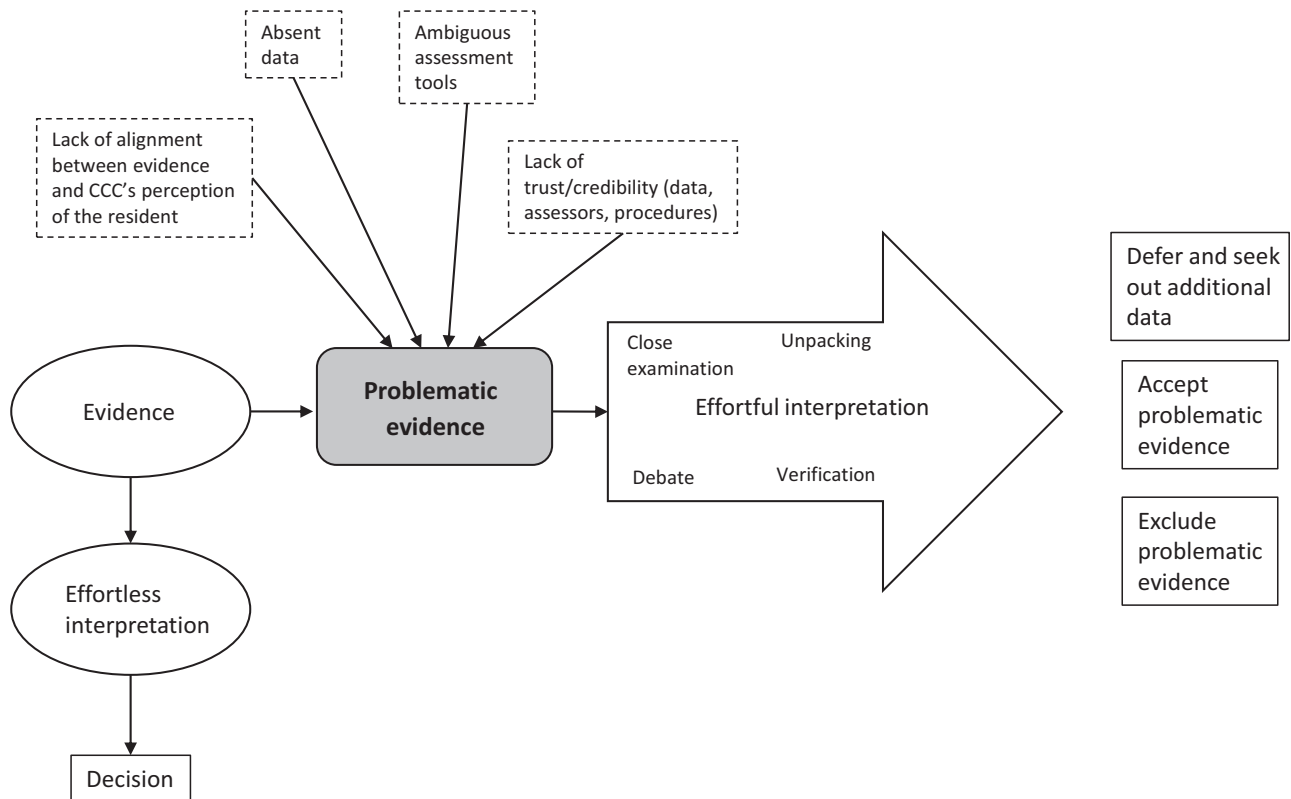 Absent
data
Ambiguous
assessment
tools
Lack of alignment
between evidence
and CCC's perception
of the resident
Lack of
trust/credibility (data,
assessors, procedures)
Evidence
Problematic
evidence
Close
examination
Unpacking
Effortful interpretation
Debate
Verification
Defer and seek
out additional
data
Accept
problematic
evidence
Exclude
problematic
evidence
Effortless
interpretation
Decision